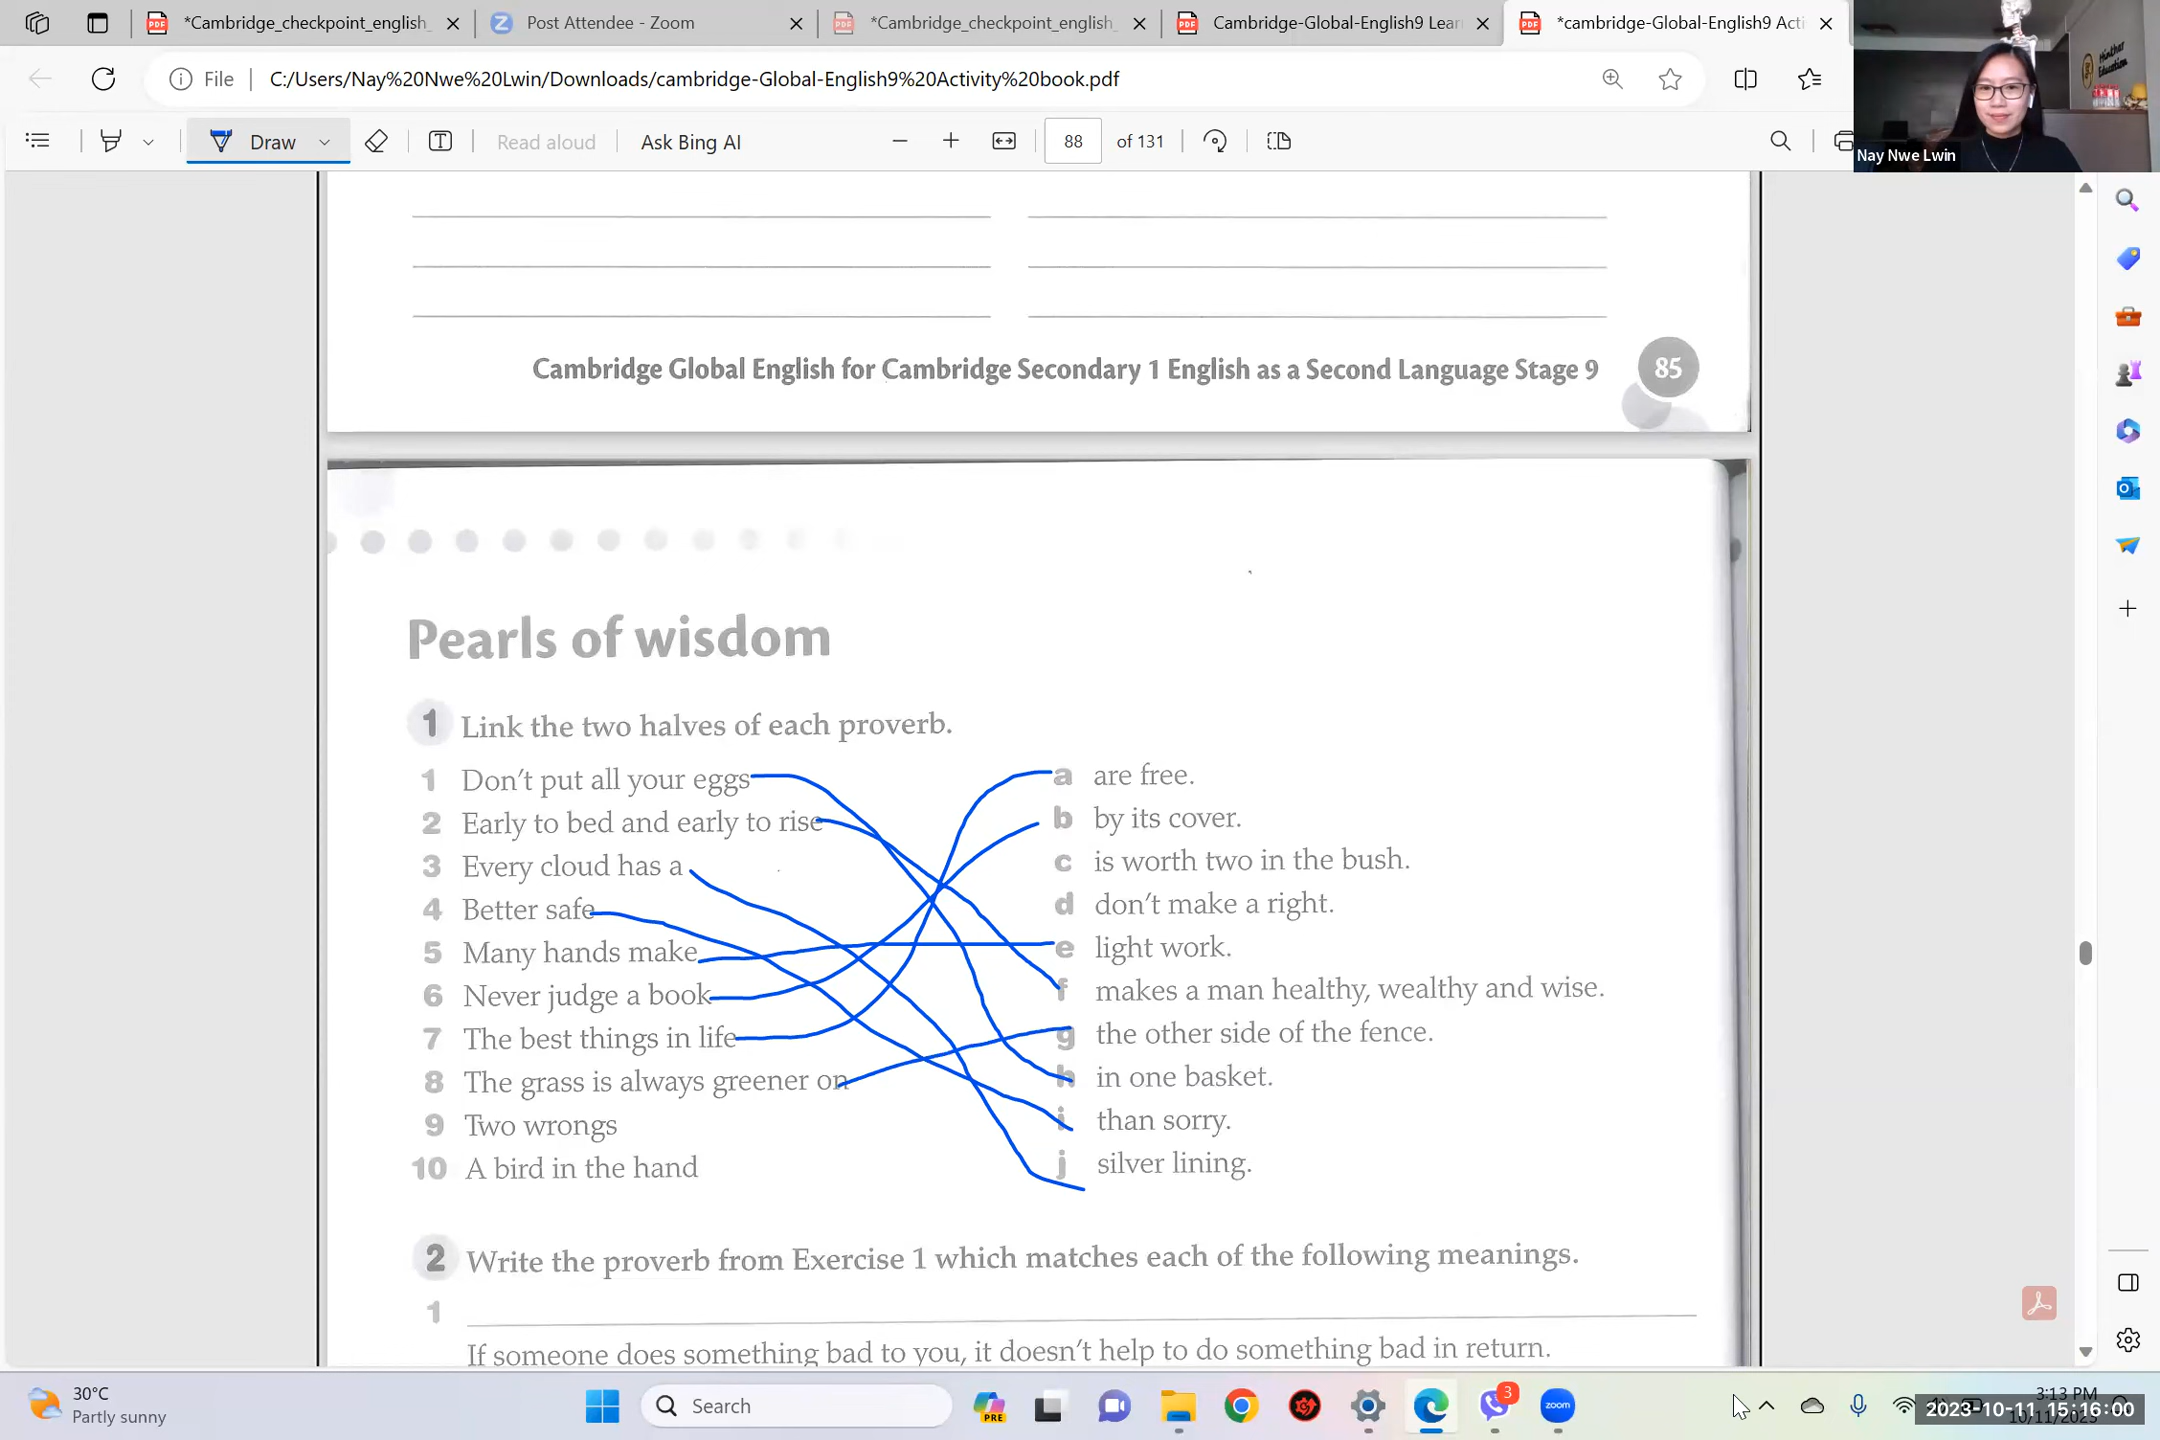 *Cambridge_checkpoint_english_
Post Attendee - Zoom
*Cambridge_checkpoint_english_
Cambridge-Global-English9 Lear
*cambridge-Global-English9 Acti
File
C:/Users/Nay%20Nwe%20Lwin/Downloads/cambridge-Global-English9%20Activity%20book.pdf
Draw
Read aloud
Ask Bing AI
88
of 131
Thinkhar
Education
Nay Nwe Lwin
Cambridge Global English for Cambridge Secondary 1 English as a Second Language Stage 9
85
Pearls of wisdom
1 Link the two halves of each proverb.
1 Don't put all your eggs
2 Early to bed and early to rise
3 Every cloud has a
4 Better safe
5 Many hands make
6 Never judge a book
7 The best things in life
8 The grass is always greener on
9 Two wrongs
10 A bird in the hand
a are free.
b by its cover.
c is worth two in the bush.
d don't make a right.
e light work.
f makes a man healthy, wealthy and wise.
g the other side of the fence.
h in one basket.
i than sorry.
j silver lining.
2 Write the proverb from Exercise 1 which matches each of the following meanings.
1
If someone does something bad to you, it doesn't help to do something bad in return.
30°C
Partly sunny
Search
PRE
3
zoom
3:13 PM
2023-10-11 15:16:00